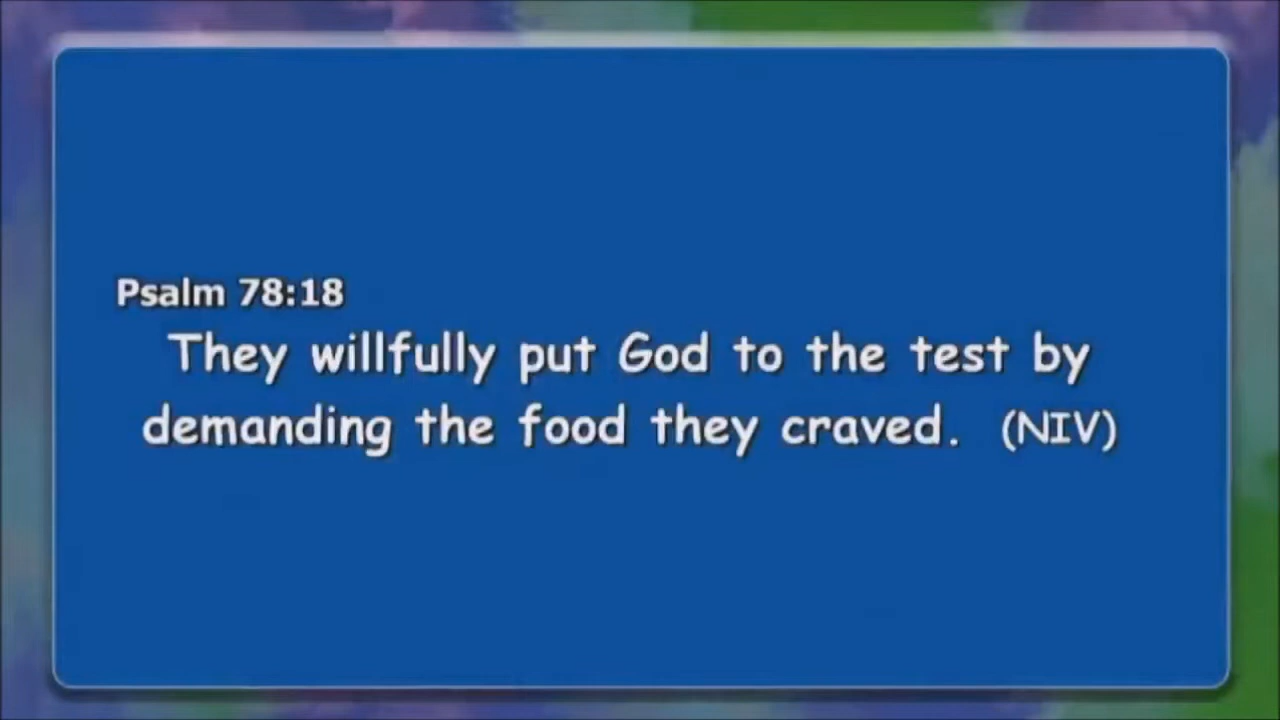 Psalm 78:18
They willfully put God to the test by
demanding the food they craved. (NIV)